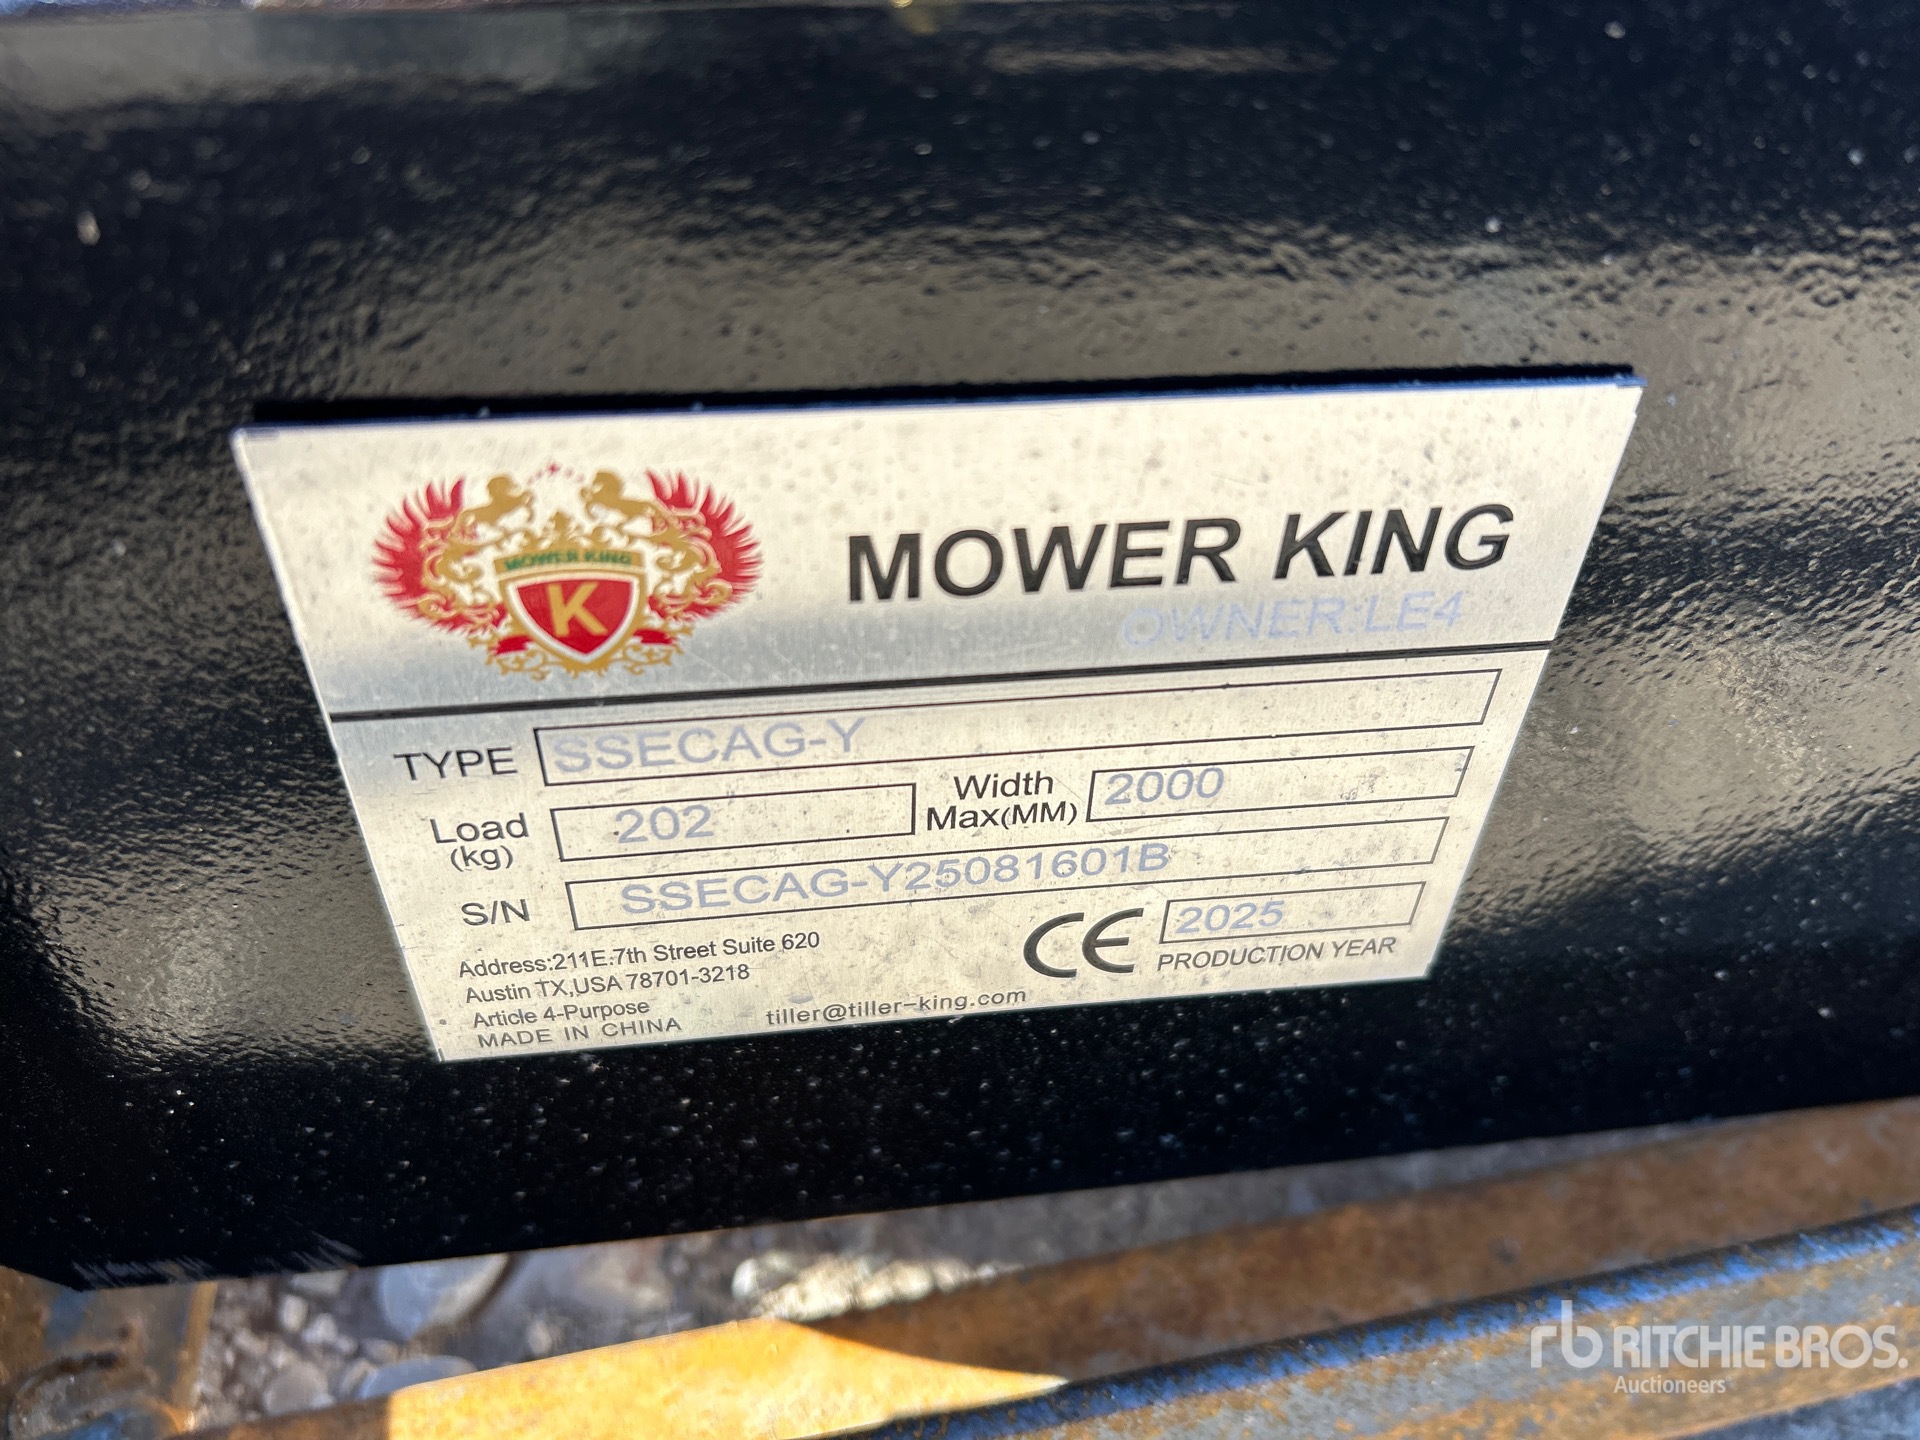 MOWER KING
K
MOWER KING
OWNER:LE4
TYPE SSECAG-Y
Load (kg) 202
Width Max(MM) 2000
S/N SSECAG-Y25081601B
CE
2025
PRODUCTION YEAR
Address:211E.7th Street Suite 620
Austin TX,USA 78701-3218
Article 4-Purpose
MADE IN CHINA
tiller@tiller-king.com
rb RITCHIE BROS.
Auctioneers